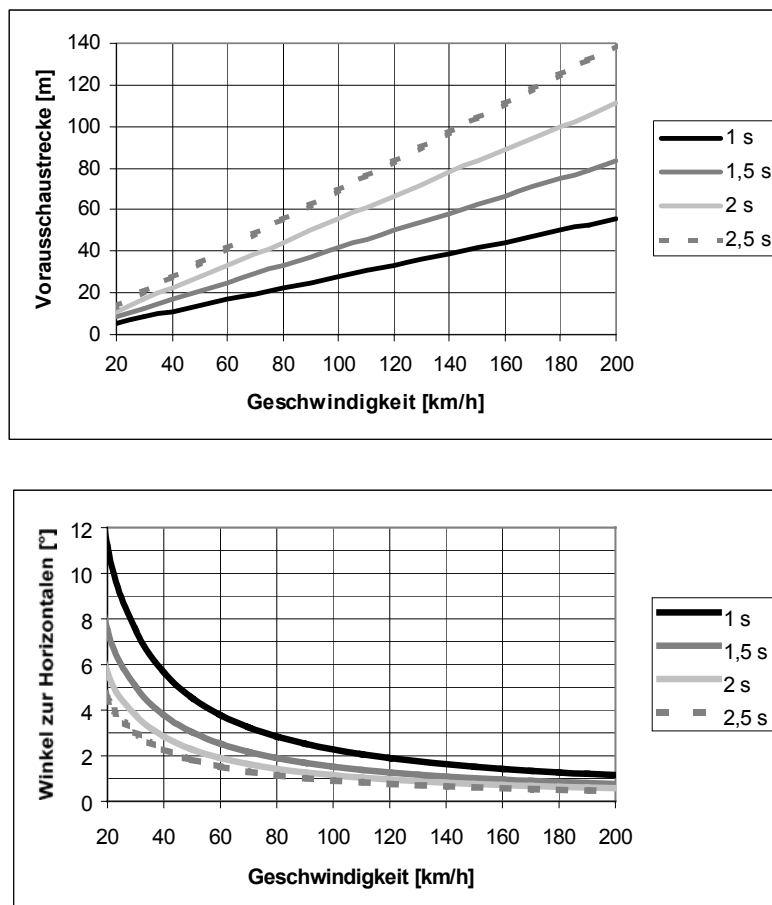 Vorausschaustrecke [m]
140
120
100
80
60
40
20
0
20 40 60 80 100 120 140 160 180 200
Geschwindigkeit [km/h]
1 s
1,5 s
2 s
2,5 s
Winkel zur Horizontalen [°]
12
10
8
6
4
2
0
20 40 60 80 100 120 140 160 180 200
Geschwindigkeit [km/h]
1 s
1,5 s
2 s
2,5 s